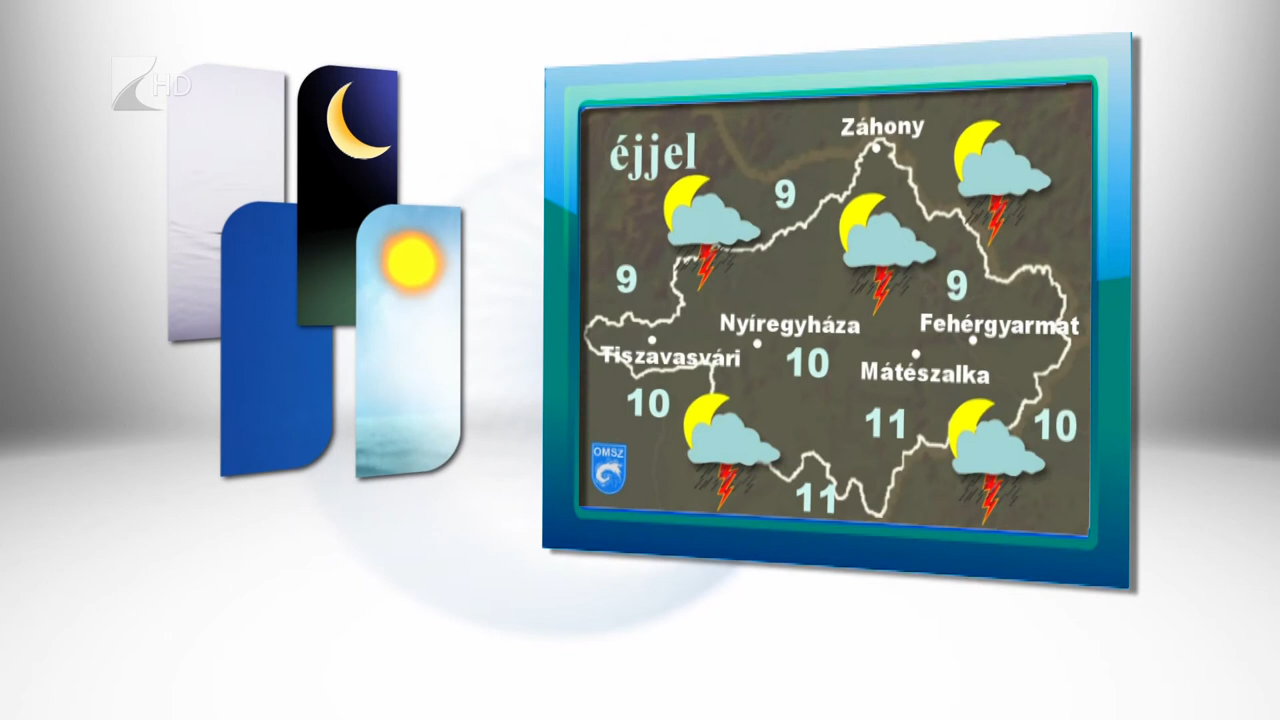 HD
éjjel
Záhony
9
9
9
Nyíregyháza
Fehérgyarmat
Tiszavasvári
10
Mátészalka
10
11
10
OMSZ
11